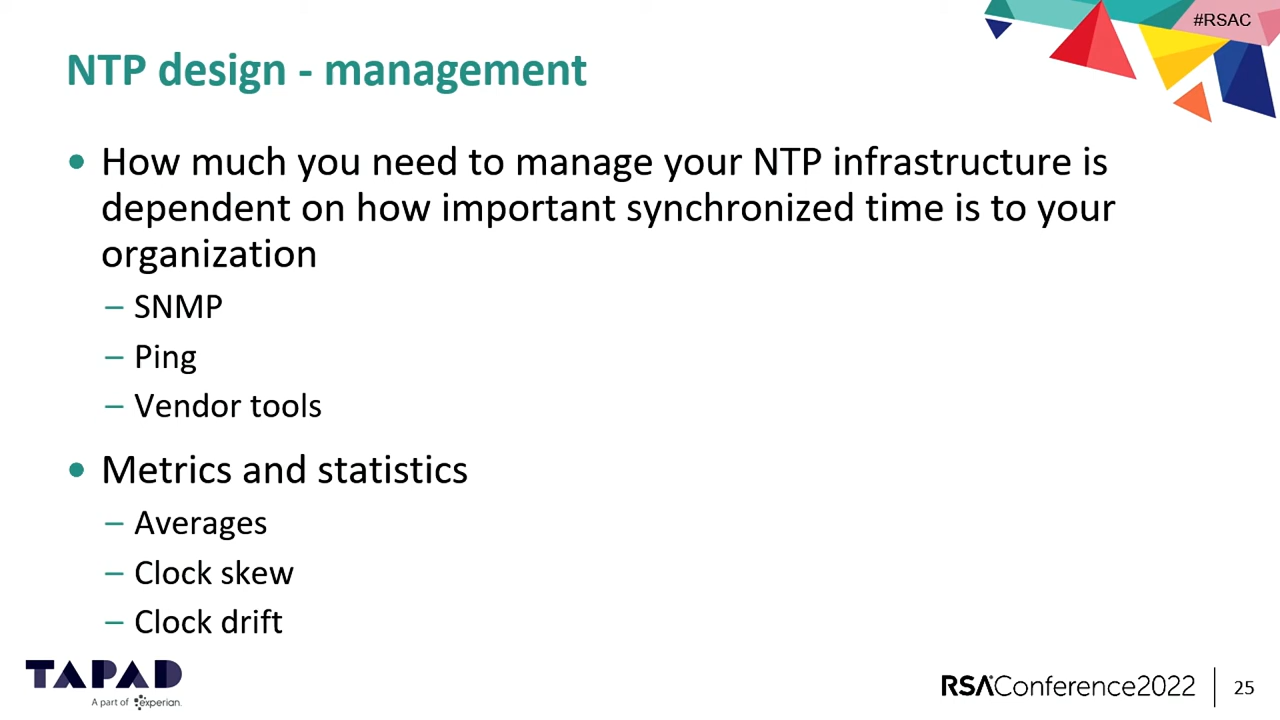 #RSAC
NTP design - management
• How much you need to manage your NTP infrastructure is
dependent on how important synchronized time is to your
organization
– SNMP
– Ping
– Vendor tools
• Metrics and statistics
– Averages
– Clock skew
– Clock drift
TAPAD
A part of experian.
RSAConference2022
25